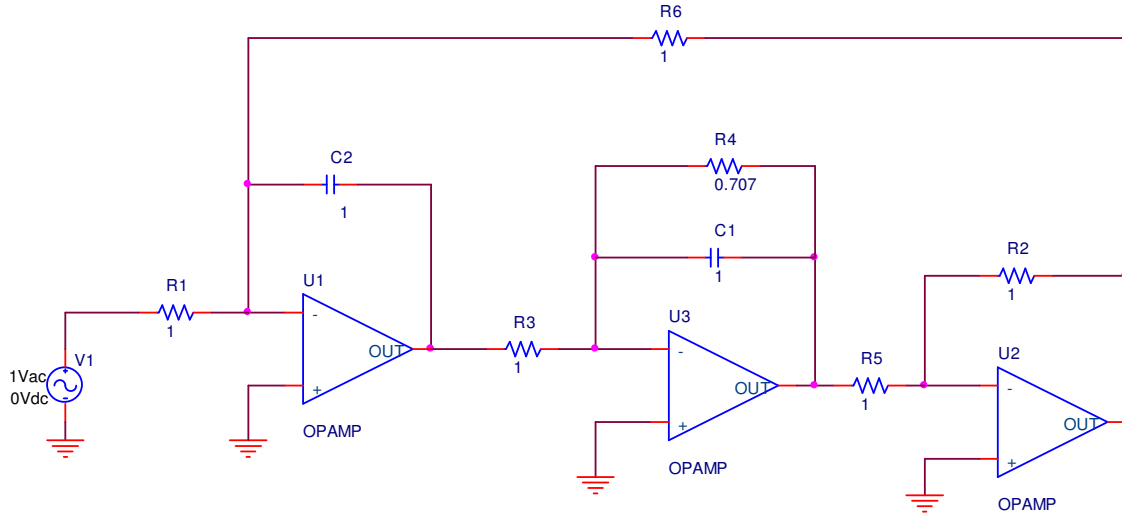 R6
1
R4
0.707
C2
1
C1
1
R2
1
R1
1
U1
-
OUT
+
OPAMP
R3
1
U3
-
OUT
+
OPAMP
R5
1
U2
-
OUT
+
OPAMP
V1
1Vac
0Vdc
+
-